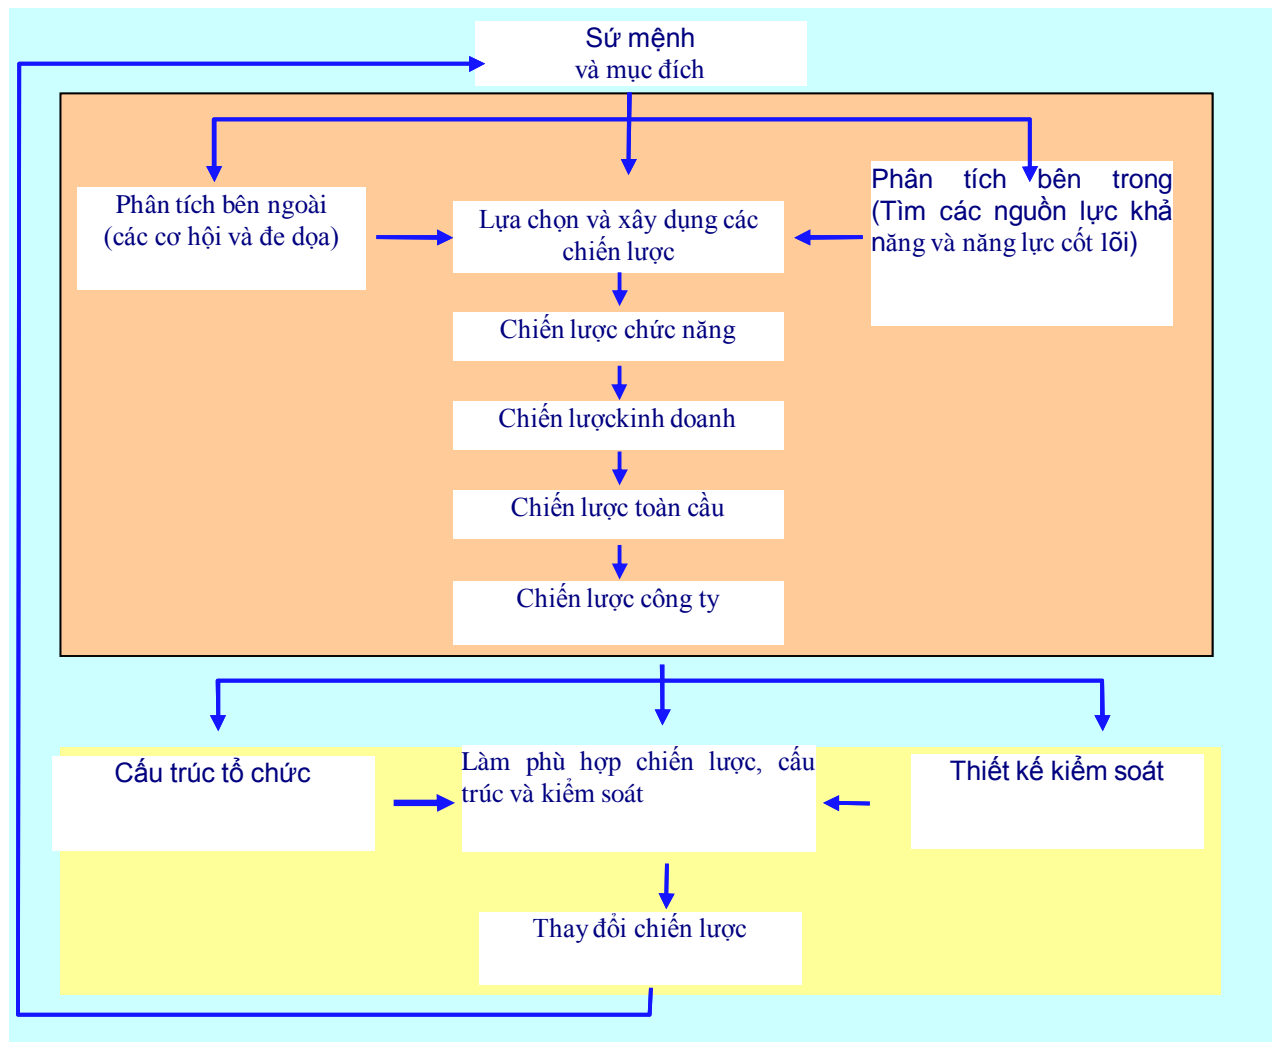 Sứ mệnh
và mục đích
Phân tích bên ngoài
(các cơ hội và đe dọa)
Lựa chọn và xây dụng các
chiến lược
Phân tích bên trong
(Tìm các nguồn lực khả
năng và năng lực cốt lõi)
Chiến lược chức năng
Chiến lượckinh doanh
Chiến lược toàn cầu
Chiến lược công ty
Cấu trúc tổ chức
Làm phù hợp chiến lược, cấu
trúc và kiểm soát
Thiết kế kiểm soát
Thay đổi chiến lược